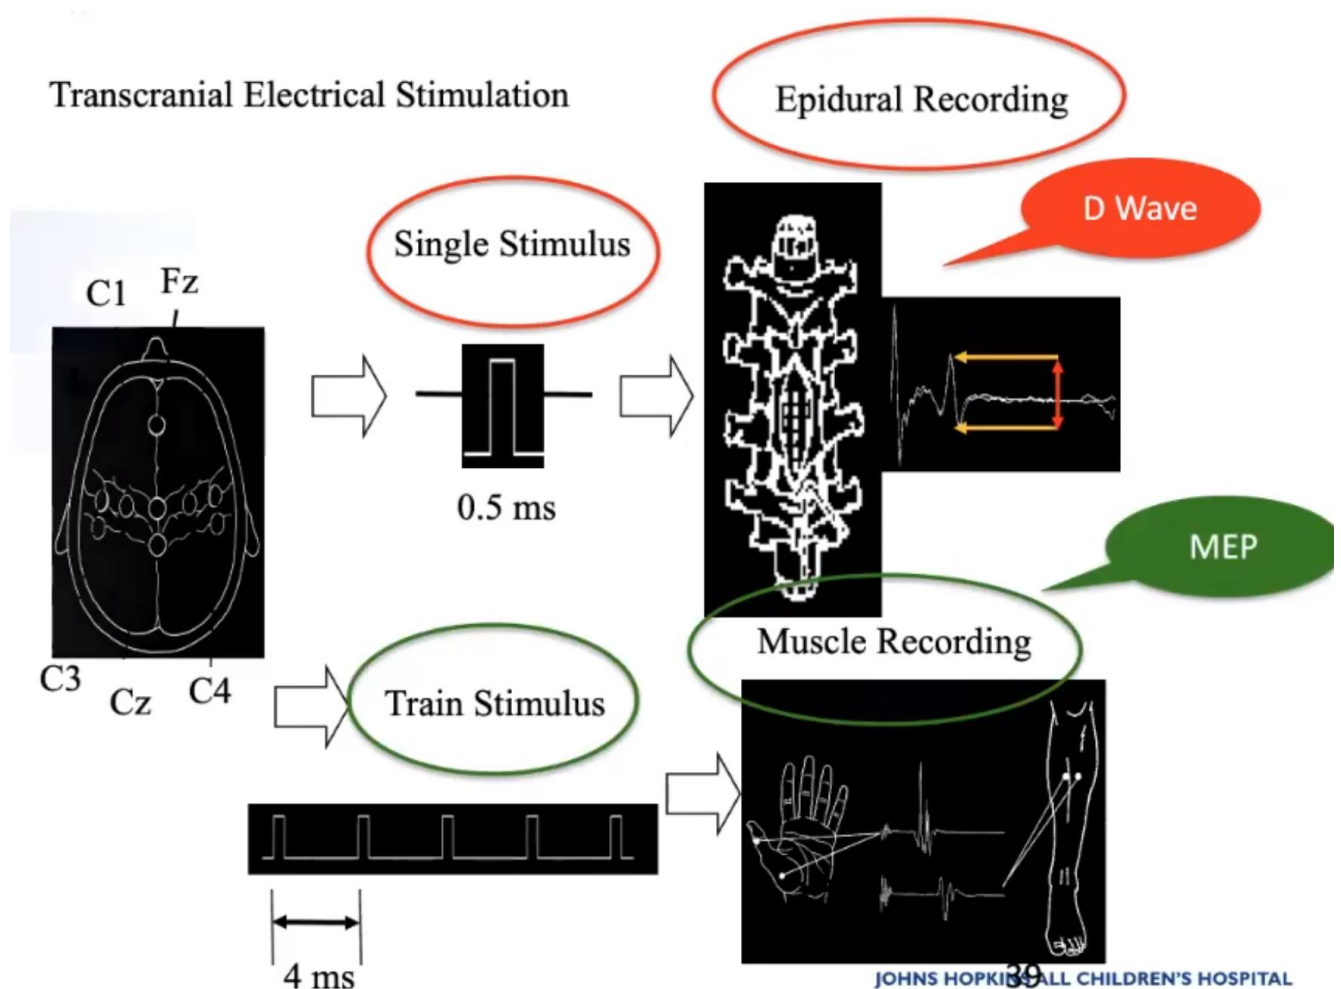 Transcranial Electrical Stimulation
Epidural Recording
D Wave
Single Stimulus
C1
Fz
0.5 ms
MEP
Muscle Recording
C3
Cz
C4
Train Stimulus
4 ms
JOHNS HOPKINS ALL CHILDREN'S HOSPITAL
39